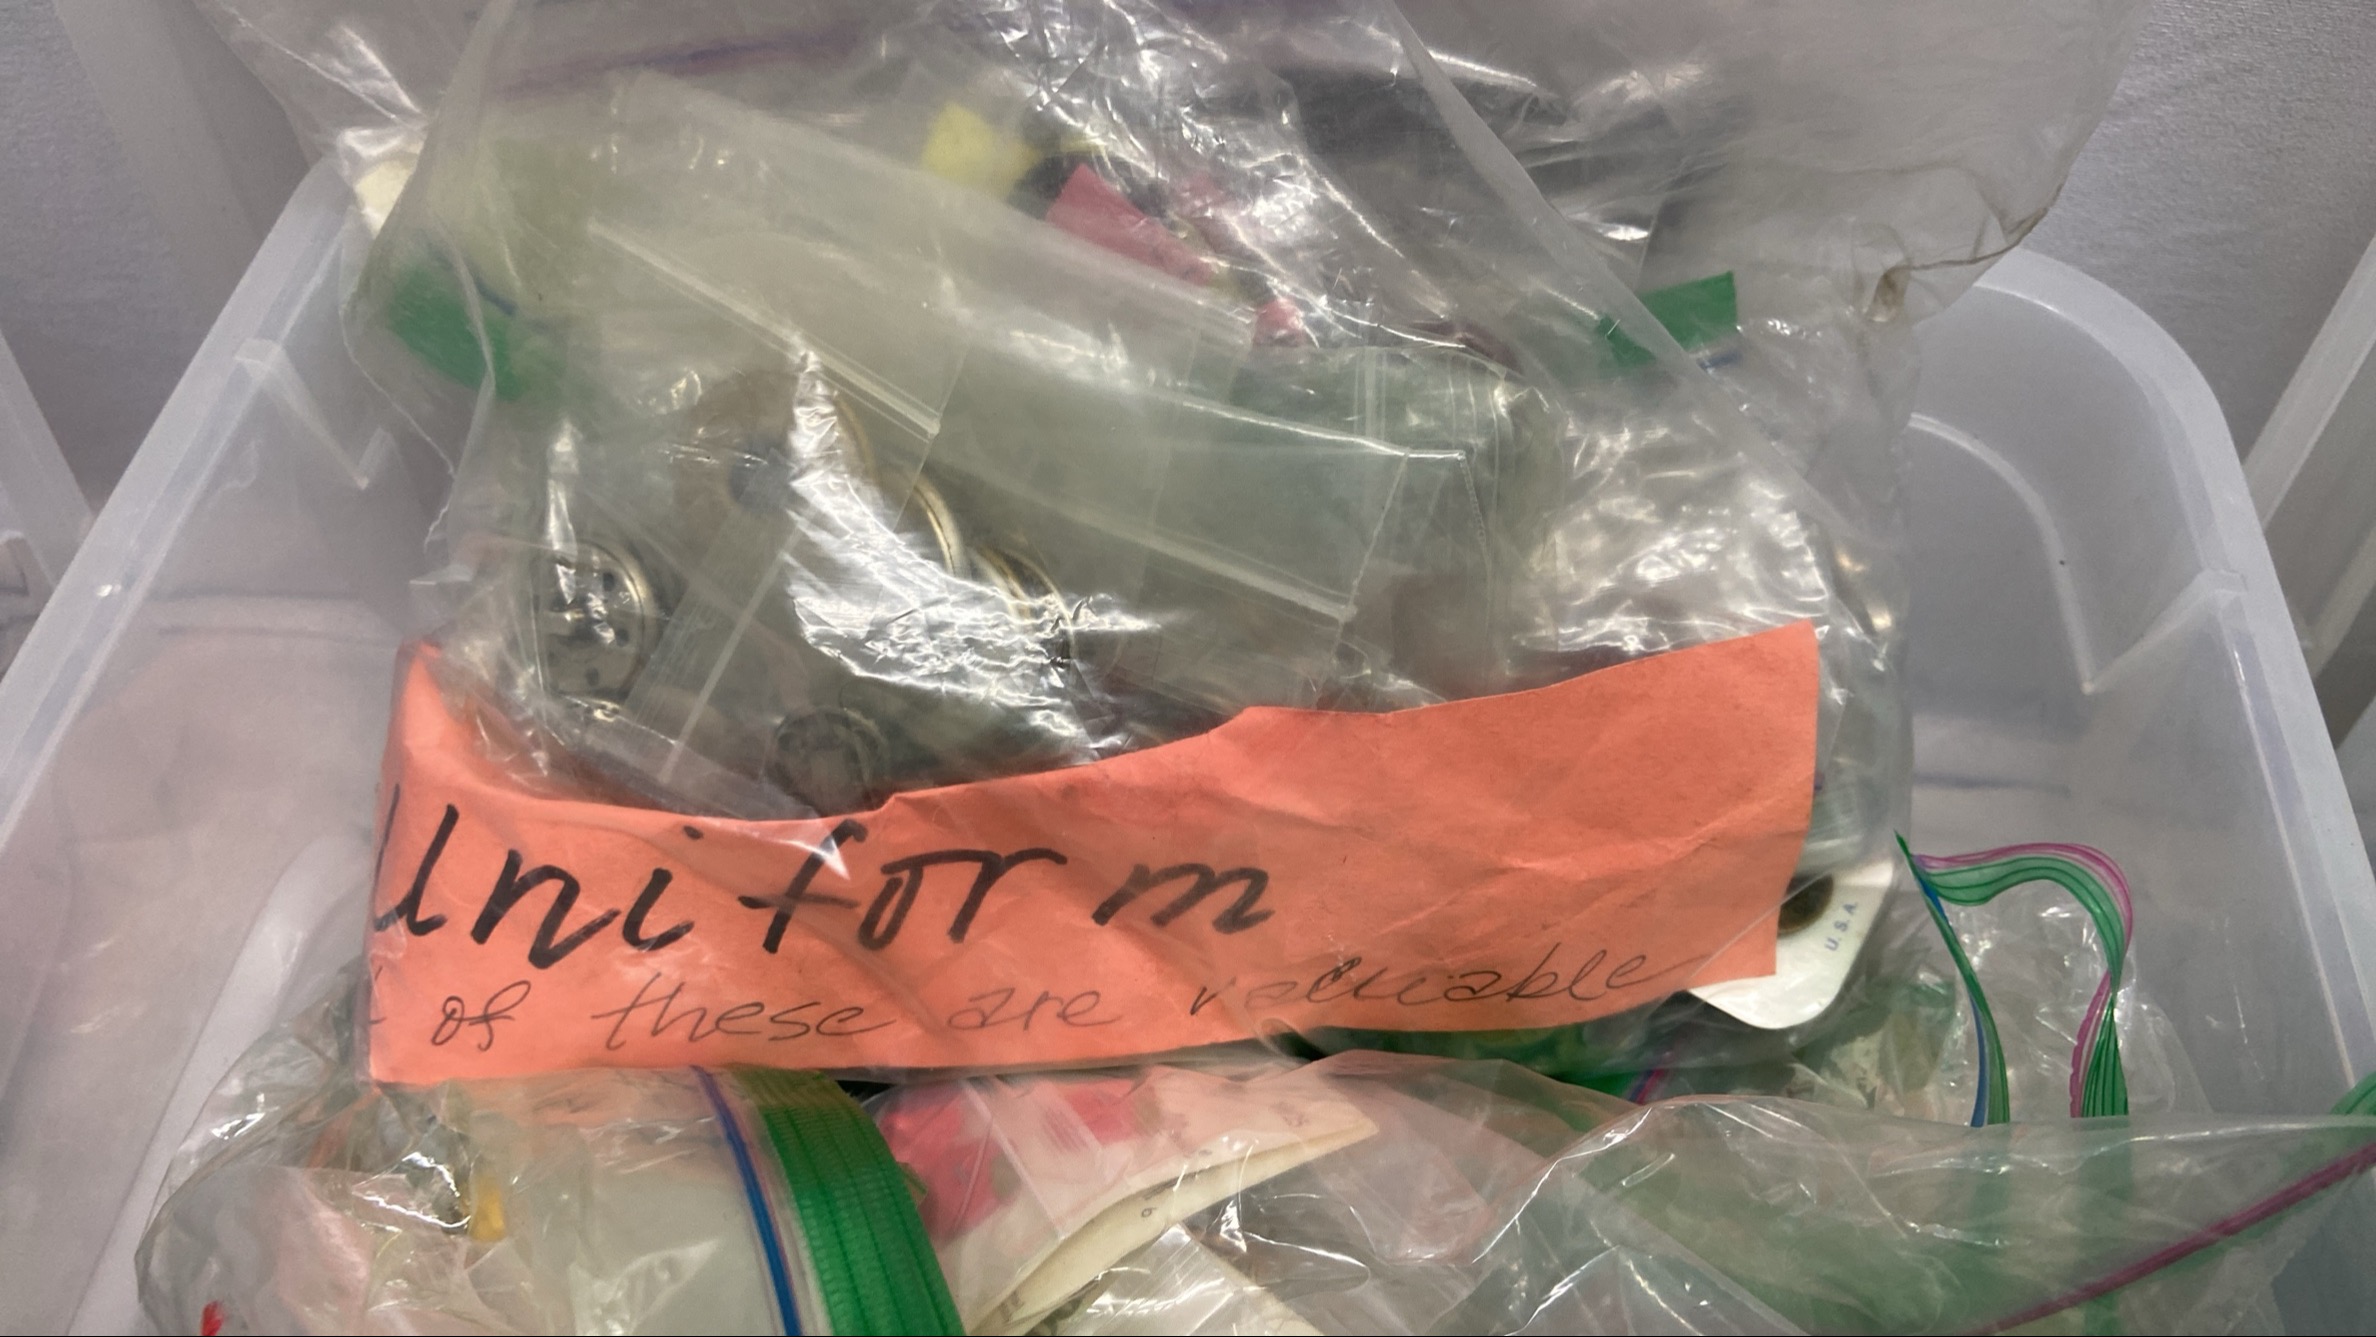 Uniform
of these are valuable
U.S.A.